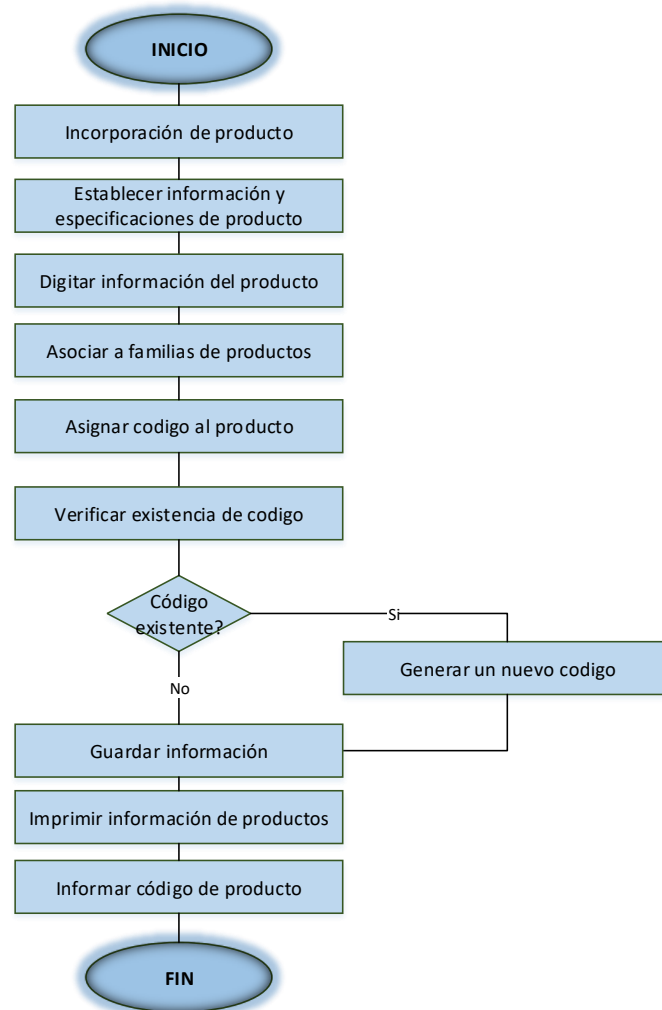 INICIO
Incorporación de producto
Establecer información y
especificaciones de producto
Digitar información del producto
Asociar a familias de productos
Asignar codigo al producto
Verificar existencia de codigo
Código
existente?
Si
Generar un nuevo codigo
No
Guardar información
Imprimir información de productos
Informar código de producto
FIN